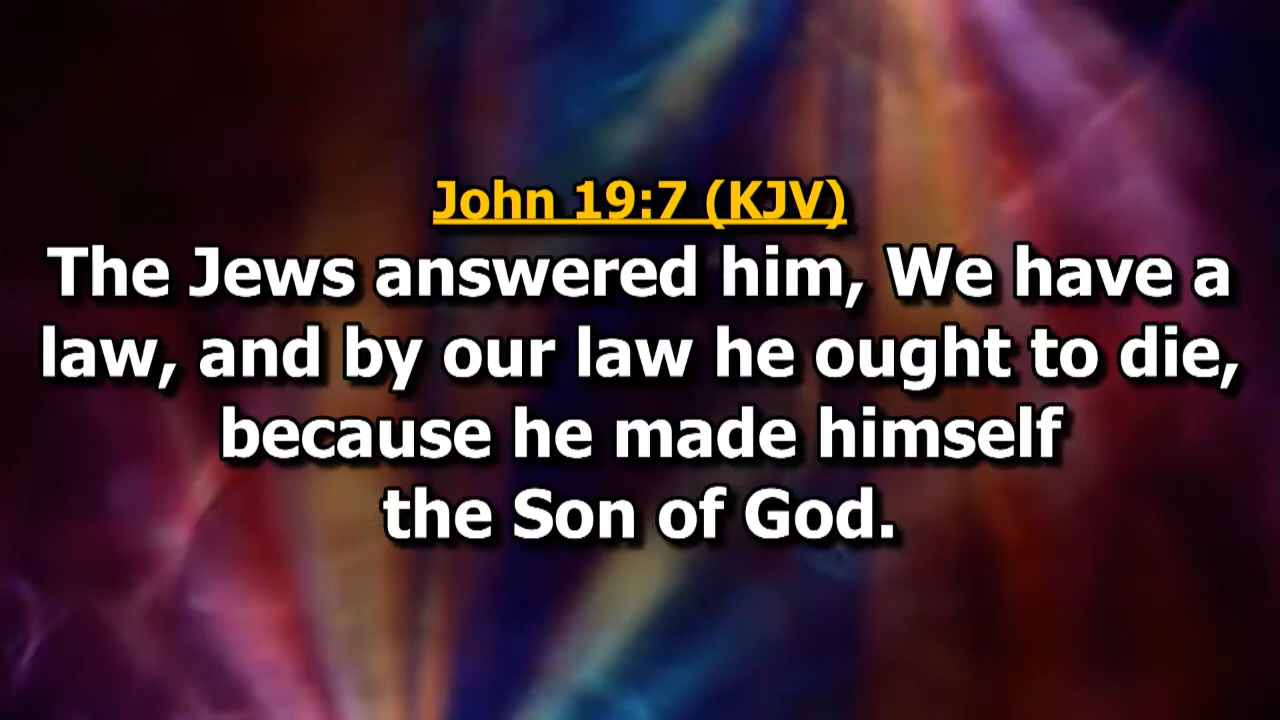 John 19:7 (KJV)
The Jews answered him, We have a
law, and by our law he ought to die,
because he made himself
the Son of God.